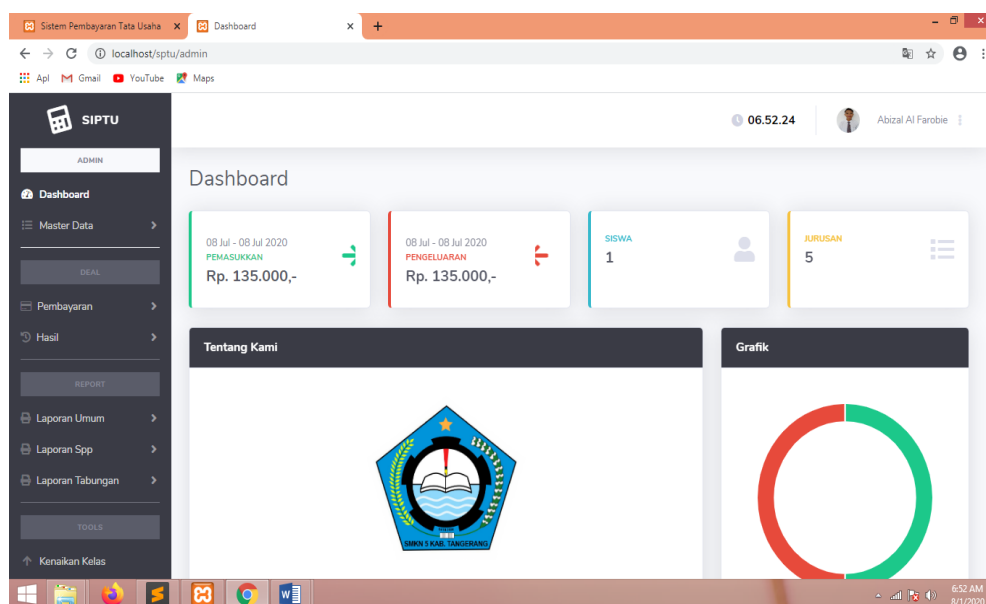 Sistem Pembayaran Tata Usaha
Dashboard
localhost/sptu/admin
Apl Gmail YouTube Maps
SIPTU
06.52.24
Abizal Al Farobie
ADMIN
Dashboard
Master Data
DEAL
Pembayaran
Hasil
REPORT
Laporan Umum
Laporan Spp
Laporan Tabungan
TOOLS
Kenaikan Kelas
Dashboard
08 Jul - 08 Jul 2020
PEMASUKKAN
Rp. 135.000,-
08 Jul - 08 Jul 2020
PENGELUARAN
Rp. 135.000,-
SISWA
1
JURUSAN
5
Tentang Kami
SMKN 5 KAB. TANGERANG
Grafik
6:52 AM
8/1/2020